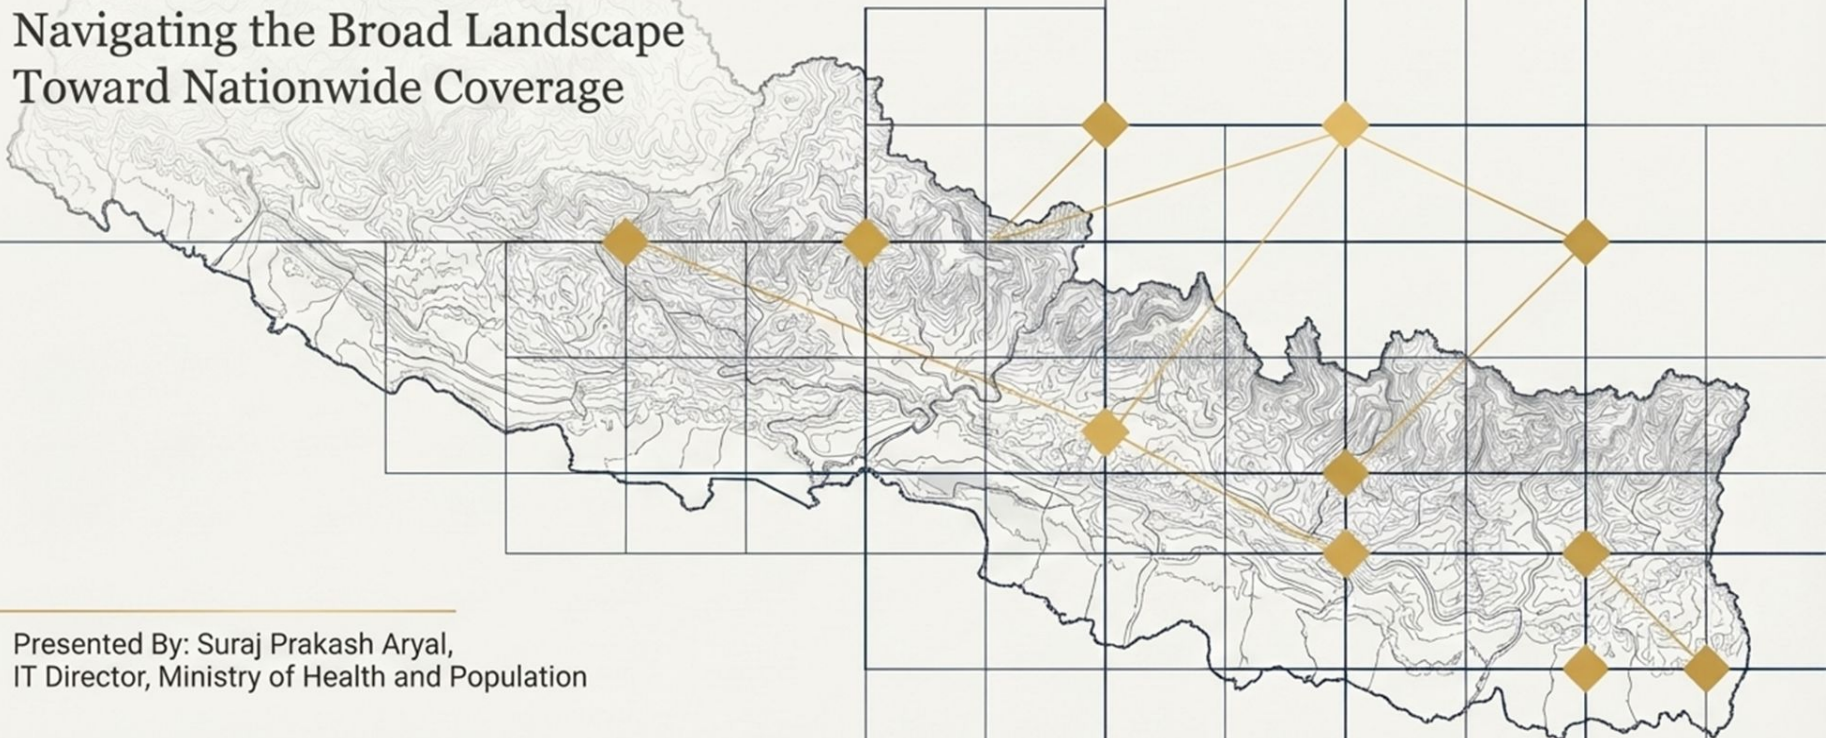 Navigating the Broad Landscape
Toward Nationwide Coverage
Presented By: Suraj Prakash Aryal,
IT Director, Ministry of Health and Population